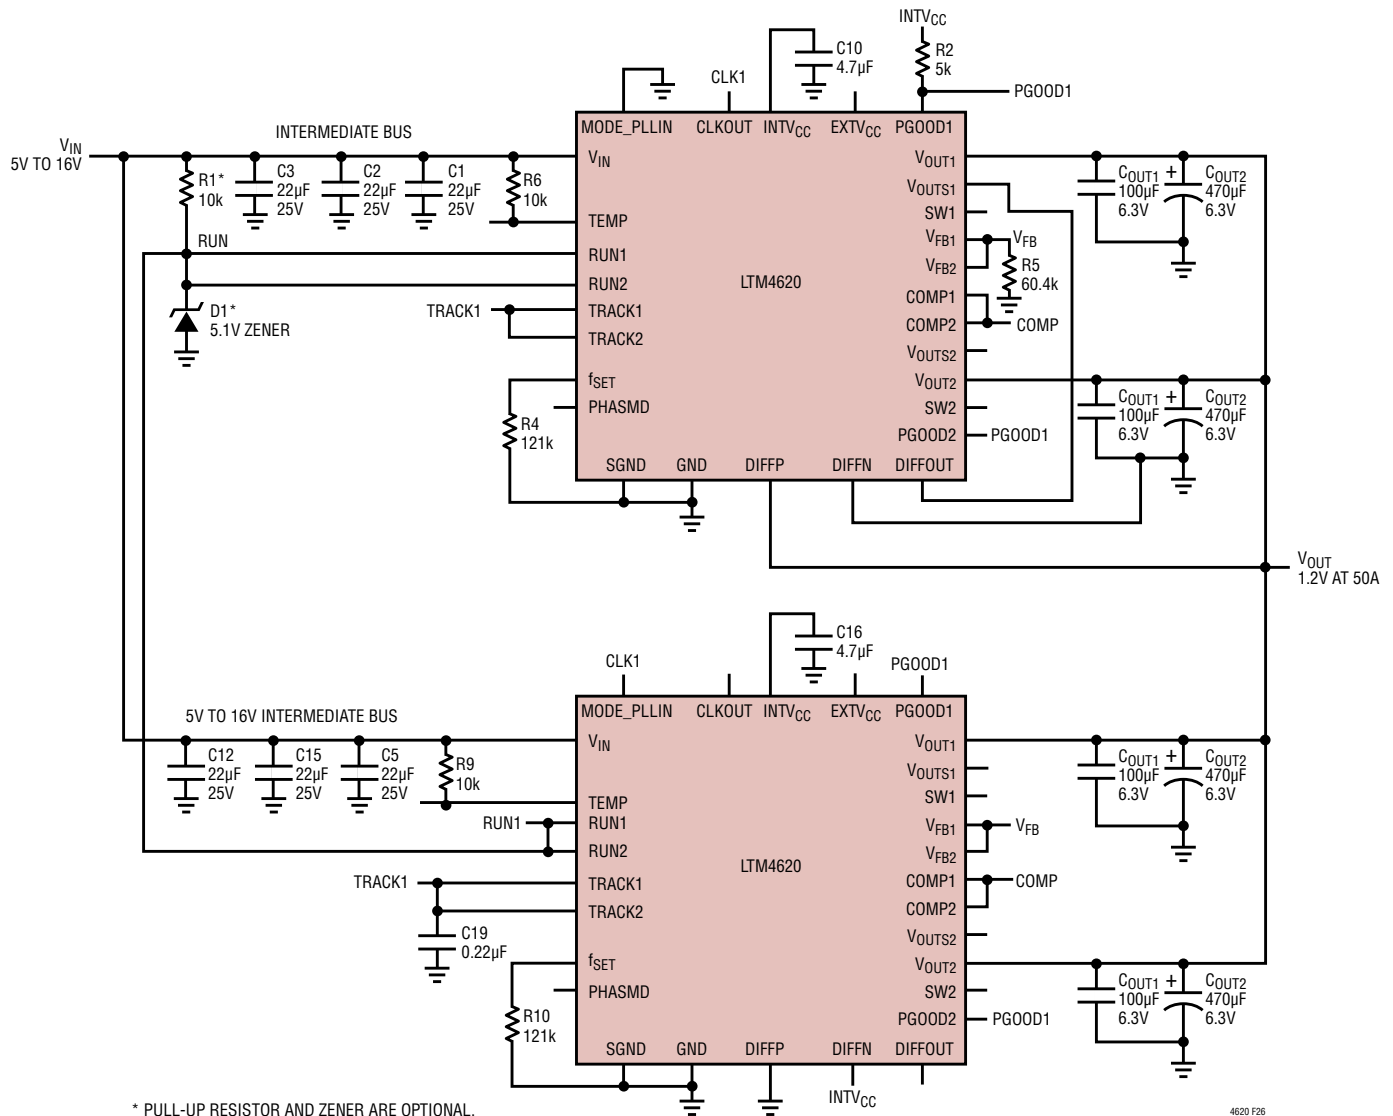 INTVCC
R2
5k
PGOOD1
C10
4.7µF
CLK1
MODE_PLLIN
CLKOUT
INTVCC
EXTVCC
PGOOD1
INTERMEDIATE BUS
VIN
5V TO 16V
R1*
10k
C3
22µF
25V
C2
22µF
25V
C1
22µF
25V
R6
10k
VIN
TEMP
RUN
RUN1
RUN2
D1*
5.1V ZENER
TRACK1
TRACK1
TRACK2
fSET
PHASMD
R4
121k
SGND
GND
DIFFP
DIFFN
DIFFOUT
LTM4620
VOUT1
VOUTS1
SW1
VFB1
VFB
VFB2
R5
60.4k
COMP1
COMP2
COMP
VOUTS2
VOUT2
SW2
PGOOD2
PGOOD1
COUT1
100µF
6.3V
+
COUT2
470µF
6.3V
COUT1
100µF
6.3V
+
COUT2
470µF
6.3V
VOUT
1.2V AT 50A
C16
4.7µF
CLK1
PGOOD1
MODE_PLLIN
CLKOUT
INTVCC
EXTVCC
PGOOD1
5V TO 16V INTERMEDIATE BUS
C12
22µF
25V
C15
22µF
25V
C5
22µF
25V
R9
10k
VIN
TEMP
RUN1
RUN1
RUN2
TRACK1
TRACK1
TRACK2
C19
0.22µF
fSET
PHASMD
R10
121k
SGND
GND
DIFFP
DIFFN
DIFFOUT
INTVCC
LTM4620
VOUT1
VOUTS1
SW1
VFB1
VFB
VFB2
COMP1
COMP
COMP2
VOUTS2
VOUT2
SW2
PGOOD2
PGOOD1
COUT1
100µF
6.3V
+
COUT2
470µF
6.3V
COUT1
100µF
6.3V
+
COUT2
470µF
6.3V
* PULL-UP RESISTOR AND ZENER ARE OPTIONAL.
4620 F26